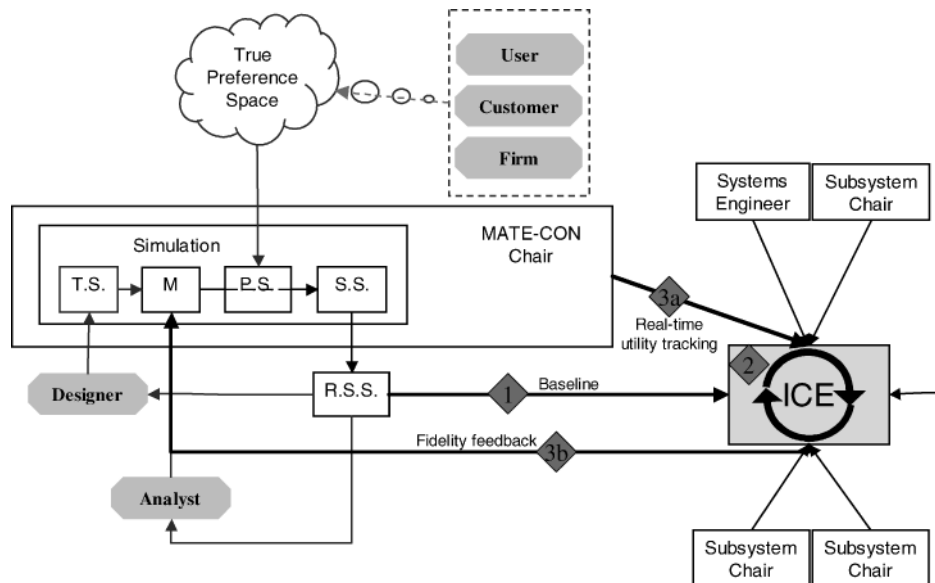 True
Preference
Space
User
Customer
Firm
Systems
Engineer
Subsystem
Chair
MATE-CON
Chair
Simulation
T.S.
M
P.S.
S.S.
3a
Real-time
utility tracking
2
ICE
Designer
R.S.S.
1
Baseline
Fidelity feedback
3b
Analyst
Subsystem
Chair
Subsystem
Chair